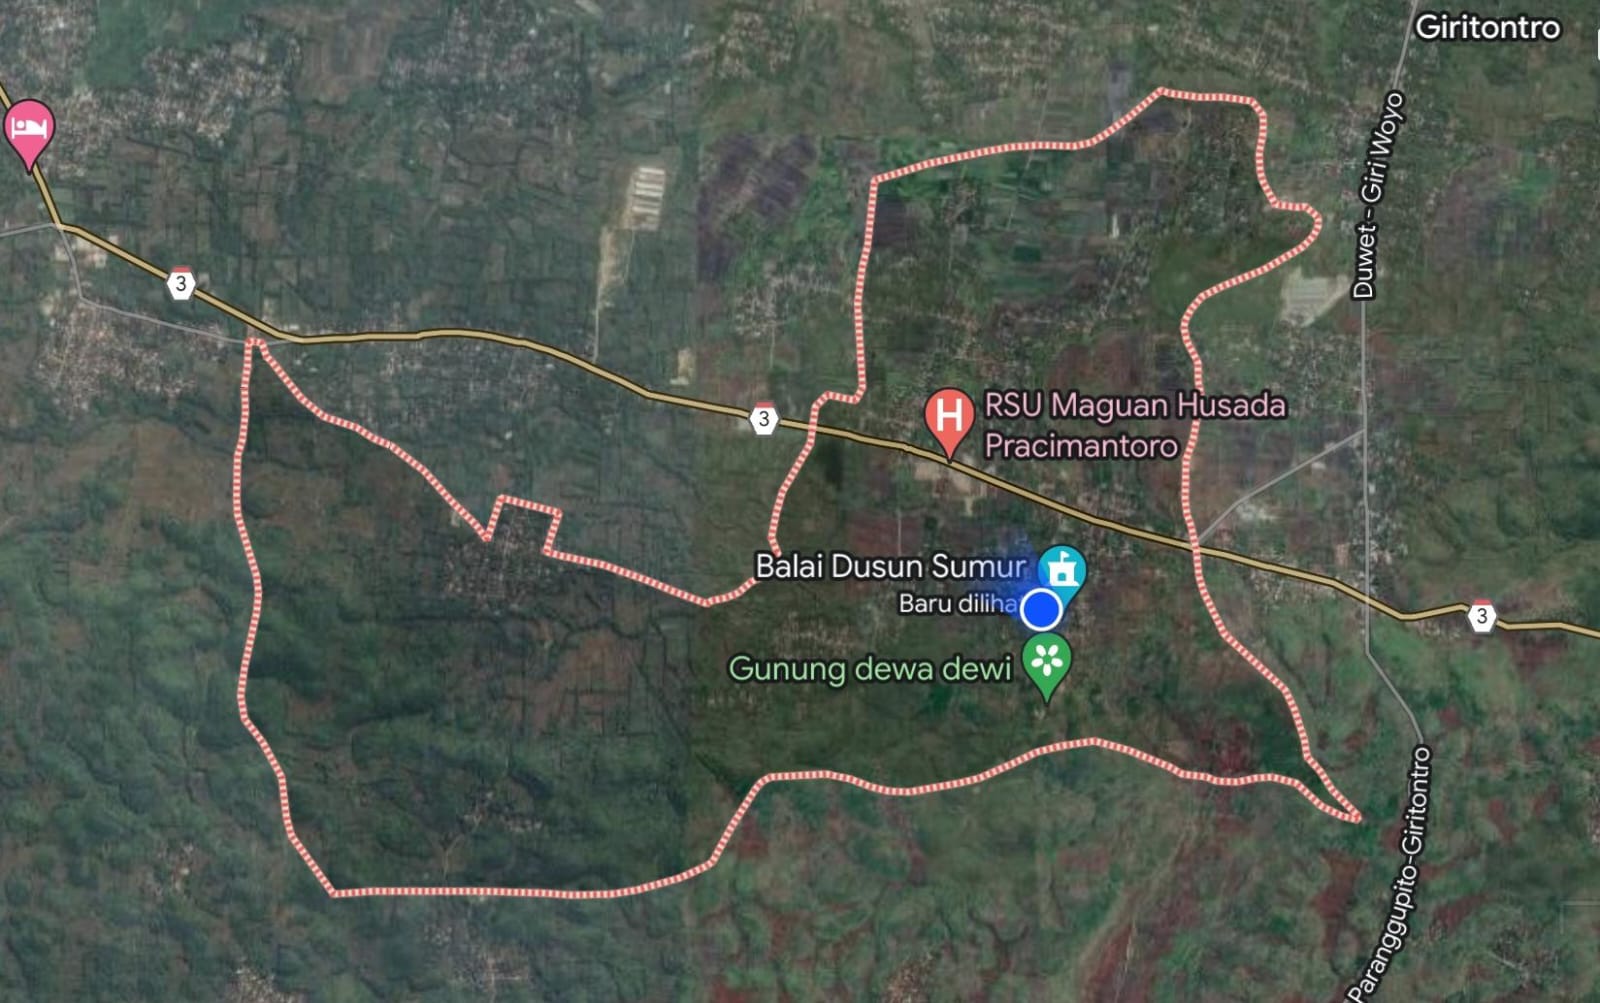 Giritontro
Duwet - Giri Woyo
3
3
H
RSU Maguan Husada
Pracimantoro
Balai Dusun Sumur
Baru diliha
Gunung dewa dewi
3
Paranggupito-Giritontro